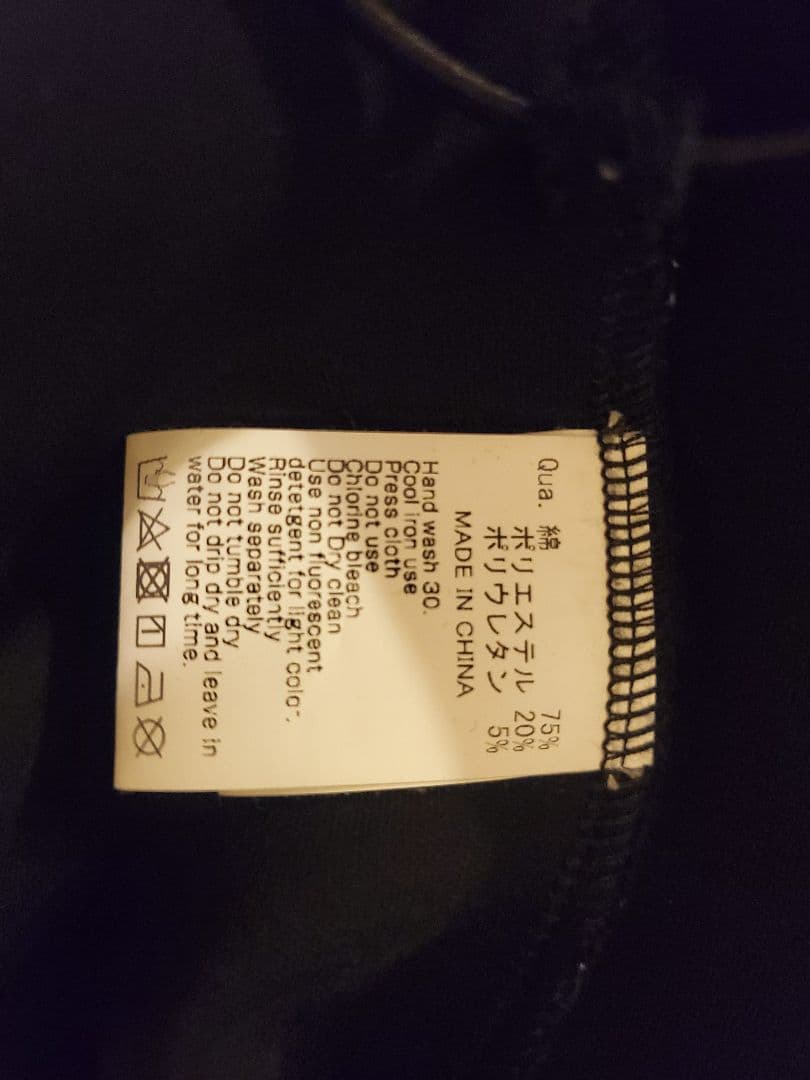 Qua. 綿 75%
ポリエステル 20%
ポリウレタン 5%
MADE IN CHINA
Hand wash 30.
Cool iron use
Press cloth
Do not use
Chlorine bleach
Do not Dry clean
Use non fluorescent
detetgent for light color.
Rinse sufficiently
Wash separately
Do not tumble dry
Do not drip dry and leave in
water for long time.